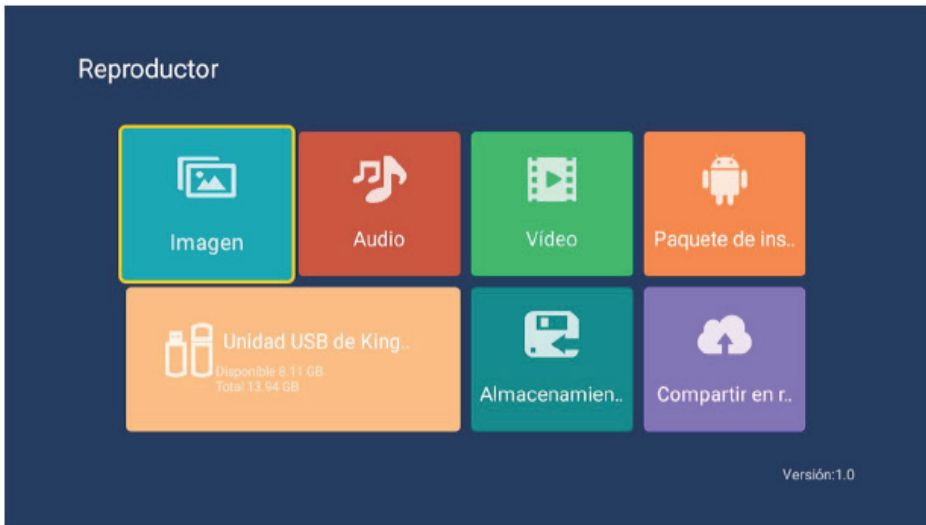 Reproductor
Imagen
Audio
Vídeo
Paquete de ins..
Unidad USB de King..
Disponible 8.11 GB
Total 13.94 GB
Almacenamien..
Compartir en r..
Versión:1.0